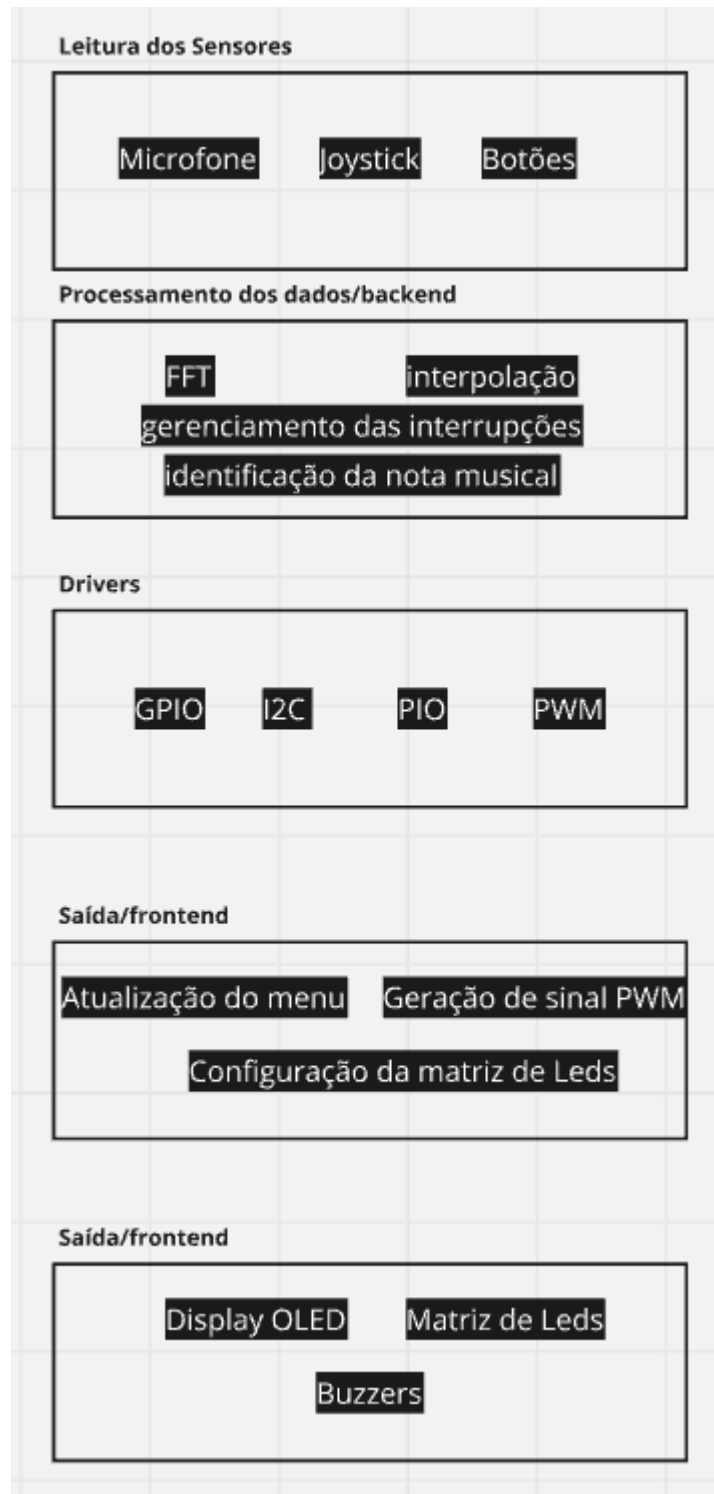 Leitura dos Sensores
Microfone Joystick Botões
Processamento dos dados/backend
FFT interpolação
gerenciamento das interrupções
identificação da nota musical
Drivers
GPIO I2C PIO PWM
Saída/frontend
Atualização do menu Geração de sinal PWM
Configuração da matriz de Leds
Saída/frontend
Display OLED Matriz de Leds
Buzzers